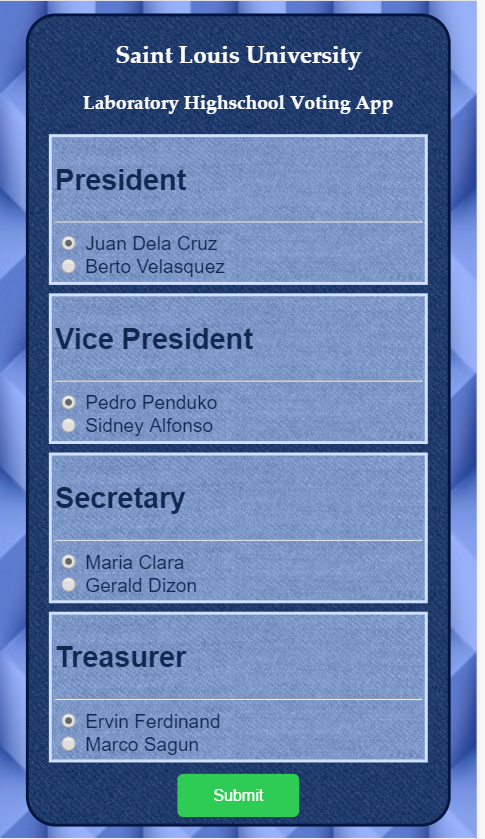 Saint Louis University
Laboratory Highschool Voting App
President
Juan Dela Cruz
Berto Velasquez
Vice President
Pedro Penduko
Sidney Alfonso
Secretary
Maria Clara
Gerald Dizon
Treasurer
Ervin Ferdinand
Marco Sagun
Submit